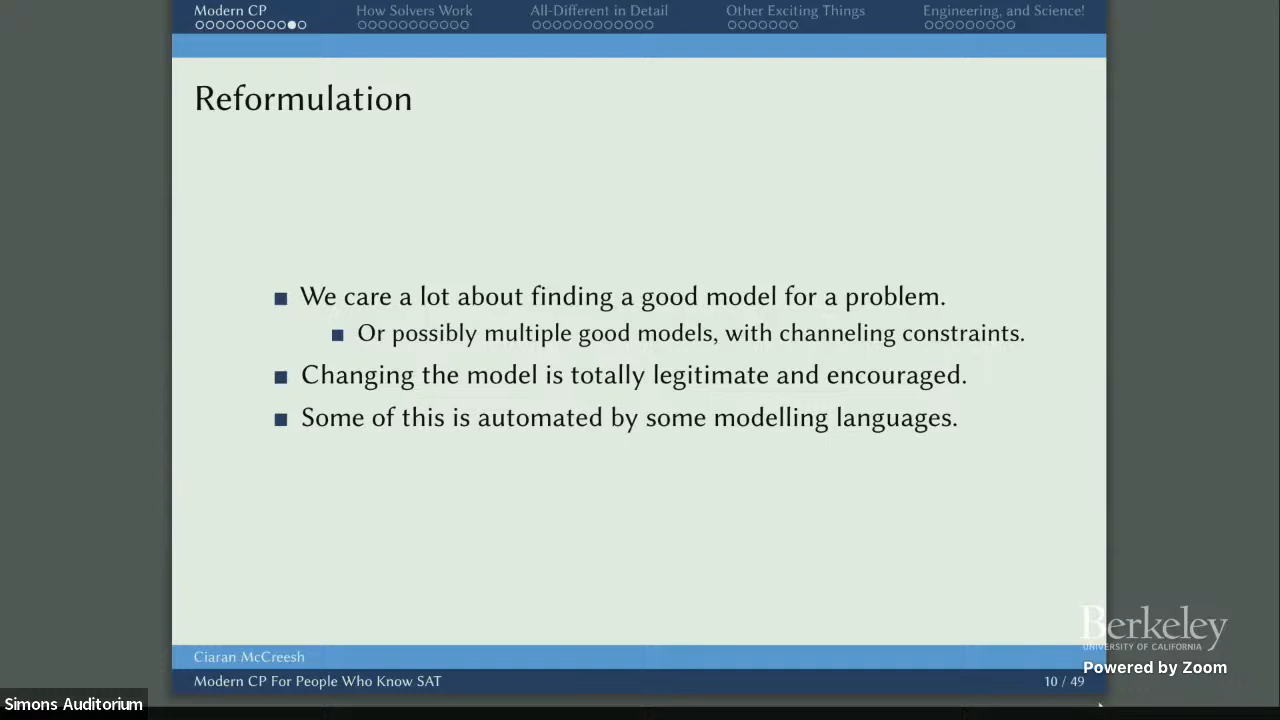 Modern CP
How Solvers Work
All-Different in Detail
Other Exciting Things
Engineering, and Science!
Reformulation
We care a lot about finding a good model for a problem.
Or possibly multiple good models, with channeling constraints.
Changing the model is totally legitimate and encouraged.
Some of this is automated by some modelling languages.
Berkeley
UNIVERSITY OF CALIFORNIA
Powered by Zoom
Ciaran McCreesh
Modern CP For People Who Know SAT
10 / 49
Simons Auditorium